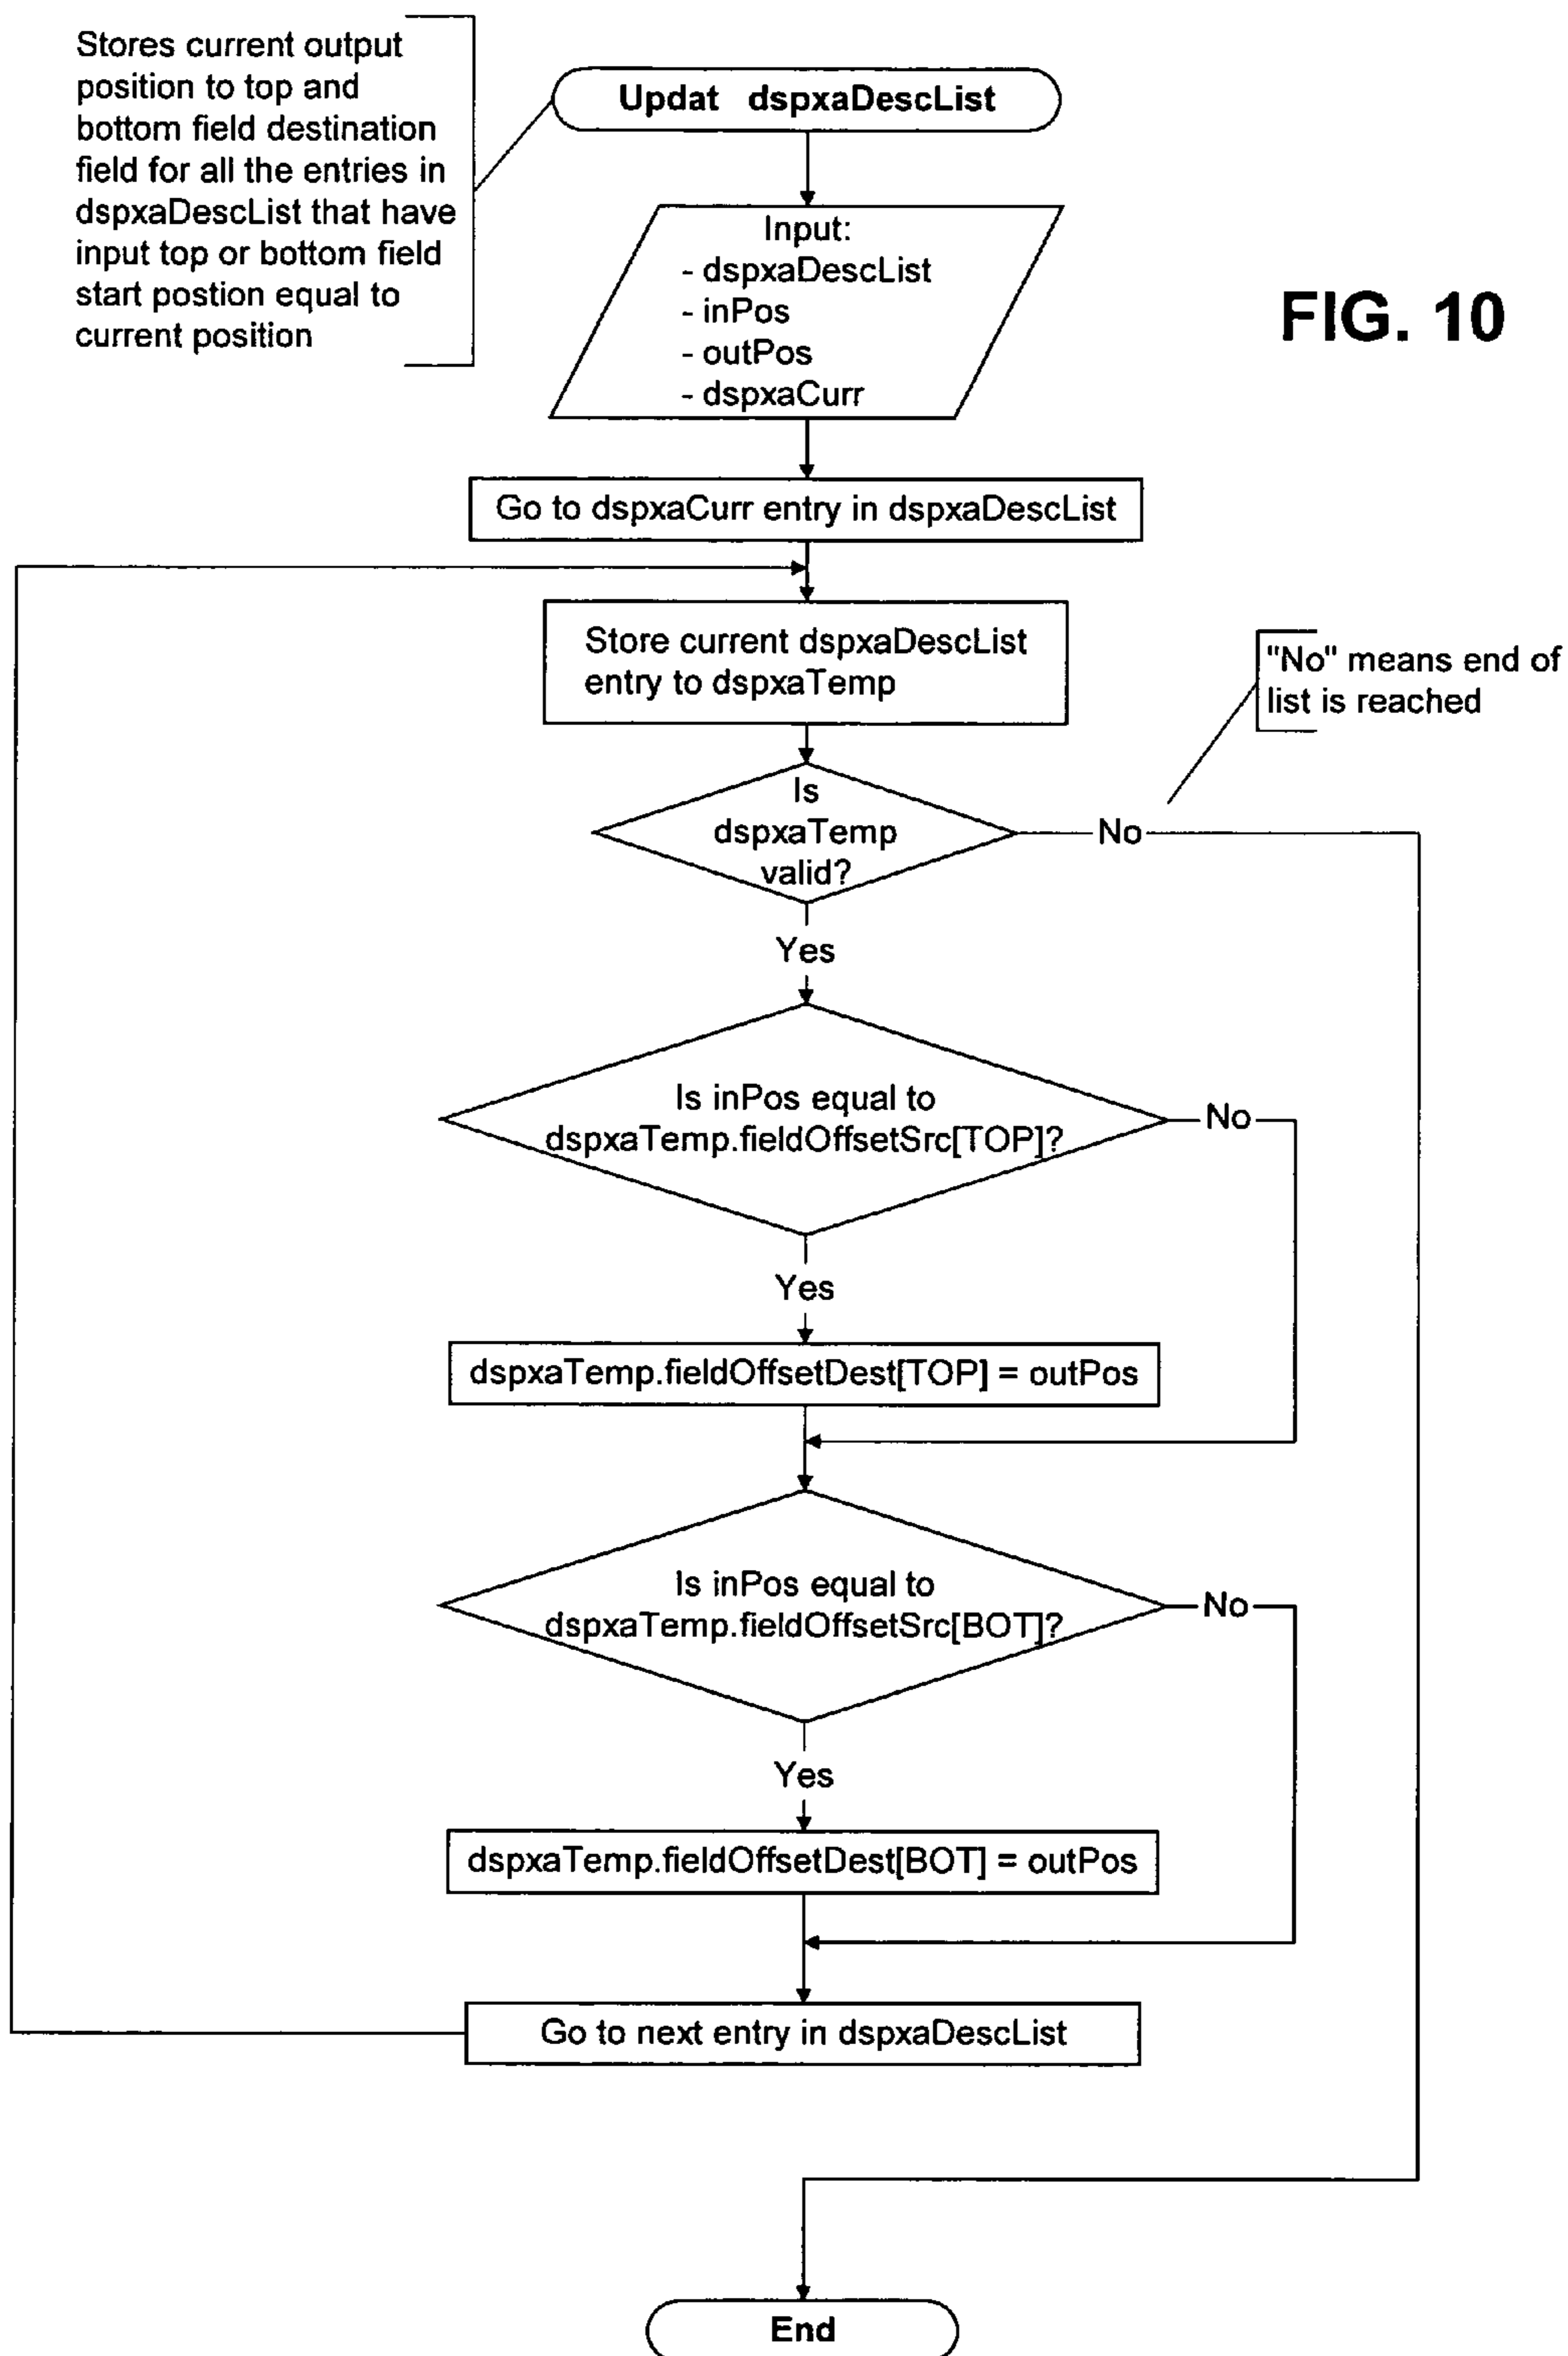 Stores current output
position to top and
bottom field destination
field for all the entries in
dspxaDescList that have
input top or bottom field
start postion equal to
current position
Updat dspxaDescList
Input:
- dspxaDescList
- inPos
- outPos
- dspxaCurr
FIG. 10
Go to dspxaCurr entry in dspxaDescList
Store current dspxaDescList
entry to dspxaTemp
"No" means end of
list is reached
Is
dspxaTemp
valid?
No
Yes
Is inPos equal to
dspxaTemp.fieldOffsetSrc[TOP]?
No
Yes
dspxaTemp.fieldOffsetDest[TOP] = outPos
Is inPos equal to
dspxaTemp.fieldOffsetSrc[BOT]?
No
Yes
dspxaTemp.fieldOffsetDest[BOT] = outPos
Go to next entry in dspxaDescList
End